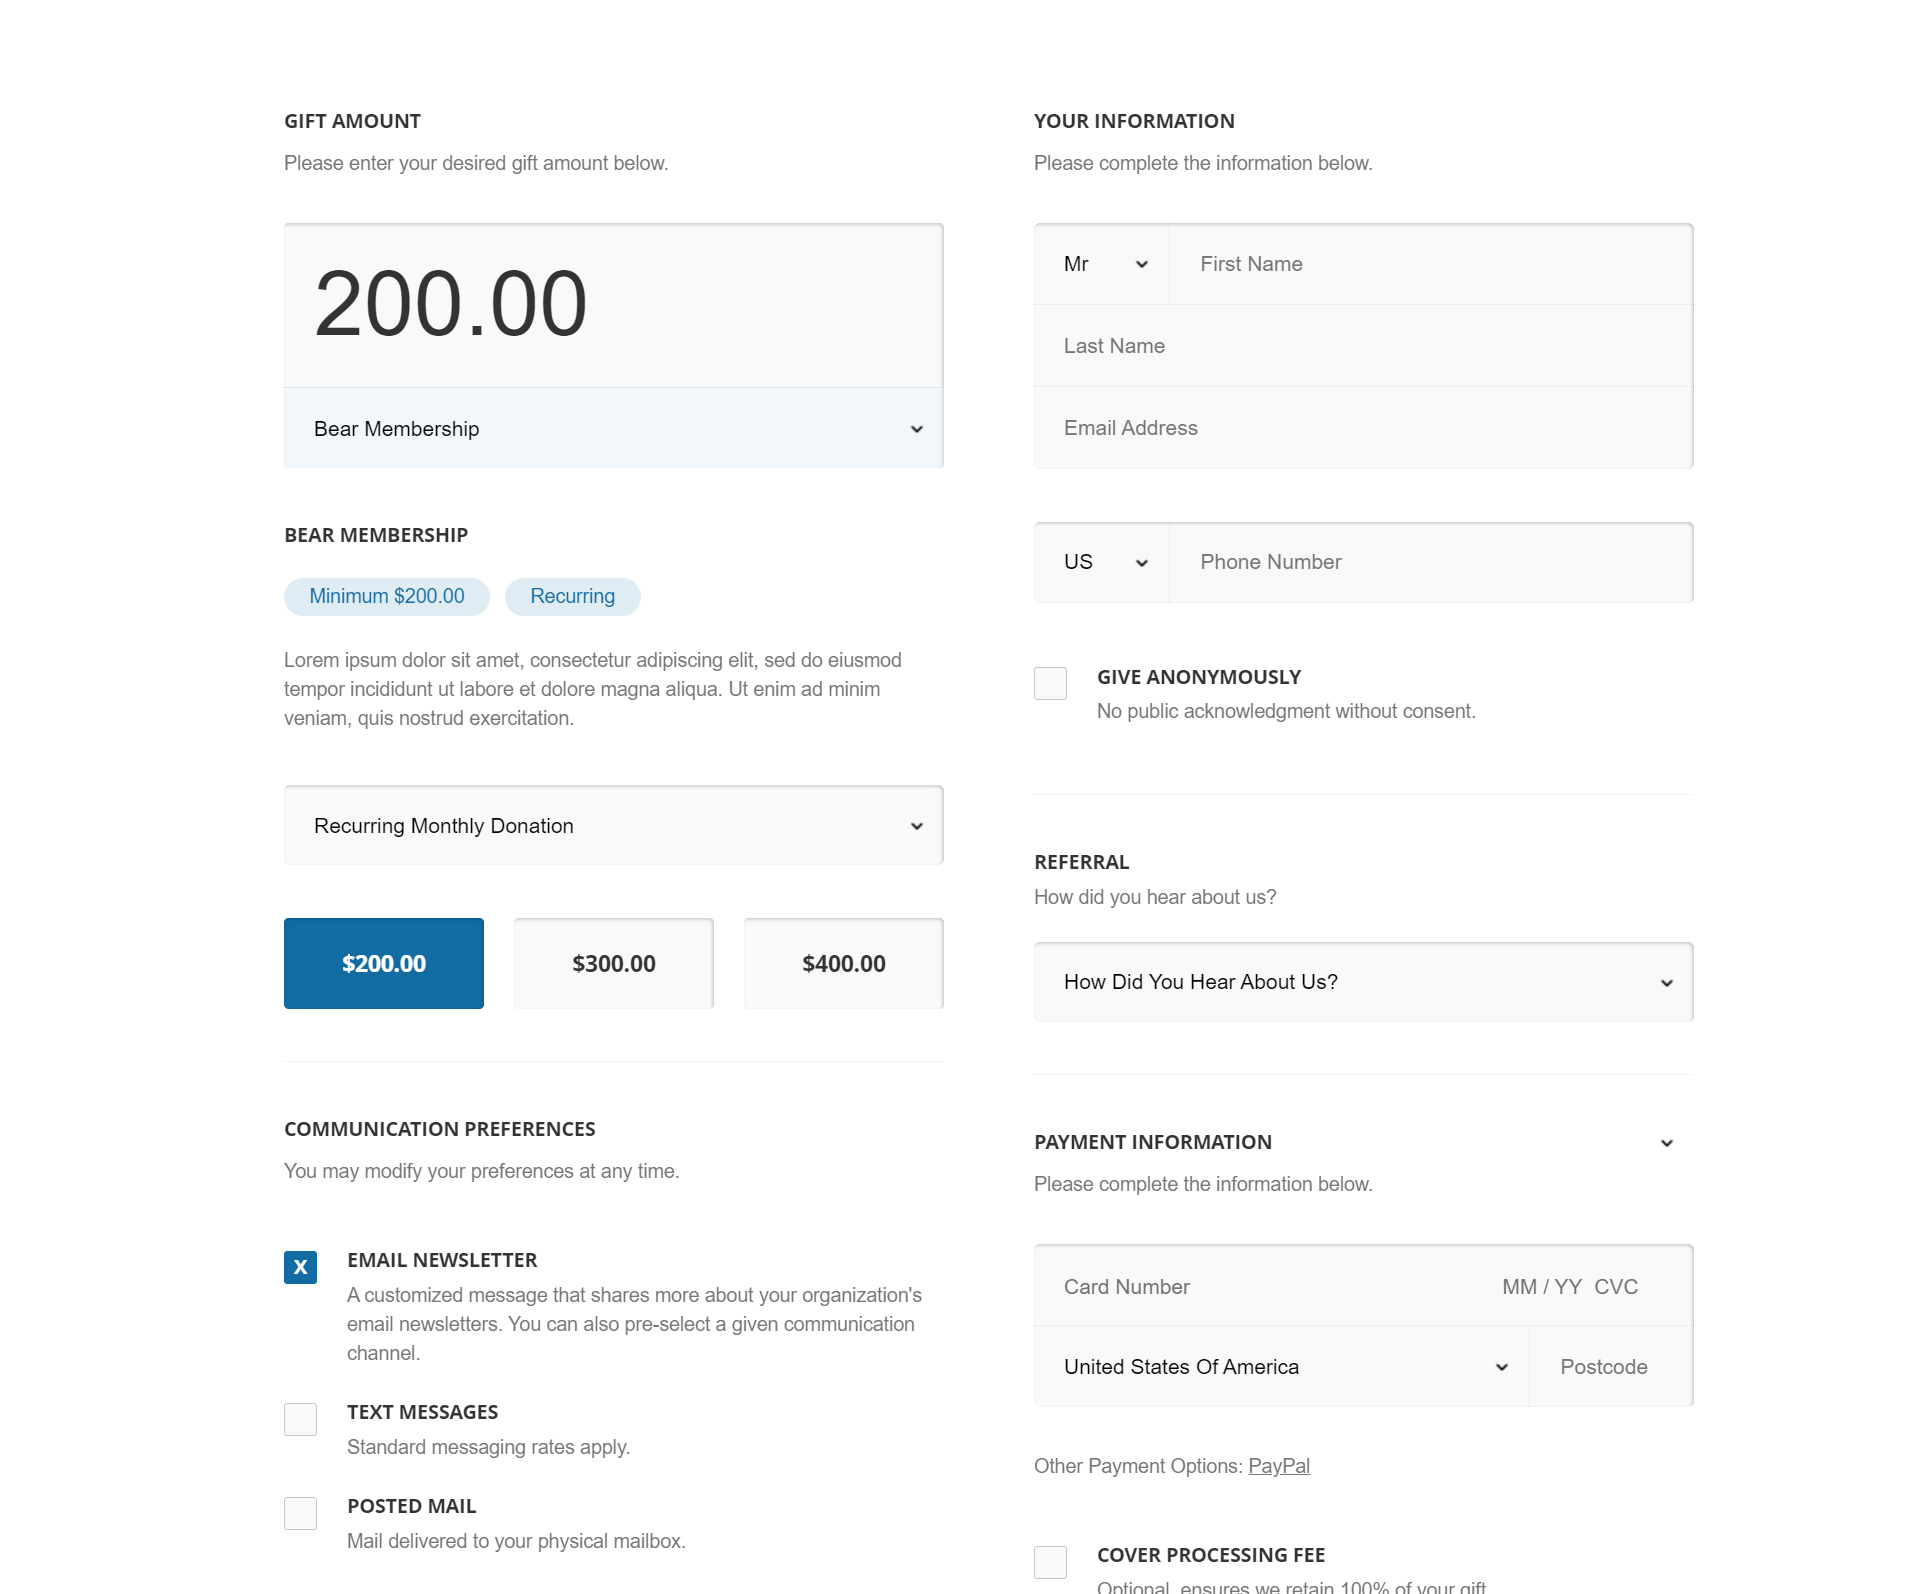 GIFT AMOUNT
Please enter your desired gift amount below.
200.00
Bear Membership
BEAR MEMBERSHIP
Minimum $200.00
Recurring
Lorem ipsum dolor sit amet, consectetur adipiscing elit, sed do eiusmod
tempor incididunt ut labore et dolore magna aliqua. Ut enim ad minim
veniam, quis nostrud exercitation.
Recurring Monthly Donation
$200.00
$300.00
$400.00
COMMUNICATION PREFERENCES
You may modify your preferences at any time.
X
EMAIL NEWSLETTER
A customized message that shares more about your organization's
email newsletters. You can also pre-select a given communication
channel.
TEXT MESSAGES
Standard messaging rates apply.
POSTED MAIL
Mail delivered to your physical mailbox.
YOUR INFORMATION
Please complete the information below.
Mr
First Name
Last Name
Email Address
US
Phone Number
GIVE ANONYMOUSLY
No public acknowledgment without consent.
REFERRAL
How did you hear about us?
How Did You Hear About Us?
PAYMENT INFORMATION
Please complete the information below.
Card Number
MM / YY CVC
United States Of America
Postcode
Other Payment Options: PayPal
COVER PROCESSING FEE
Optional, ensures we retain 100% of your gift